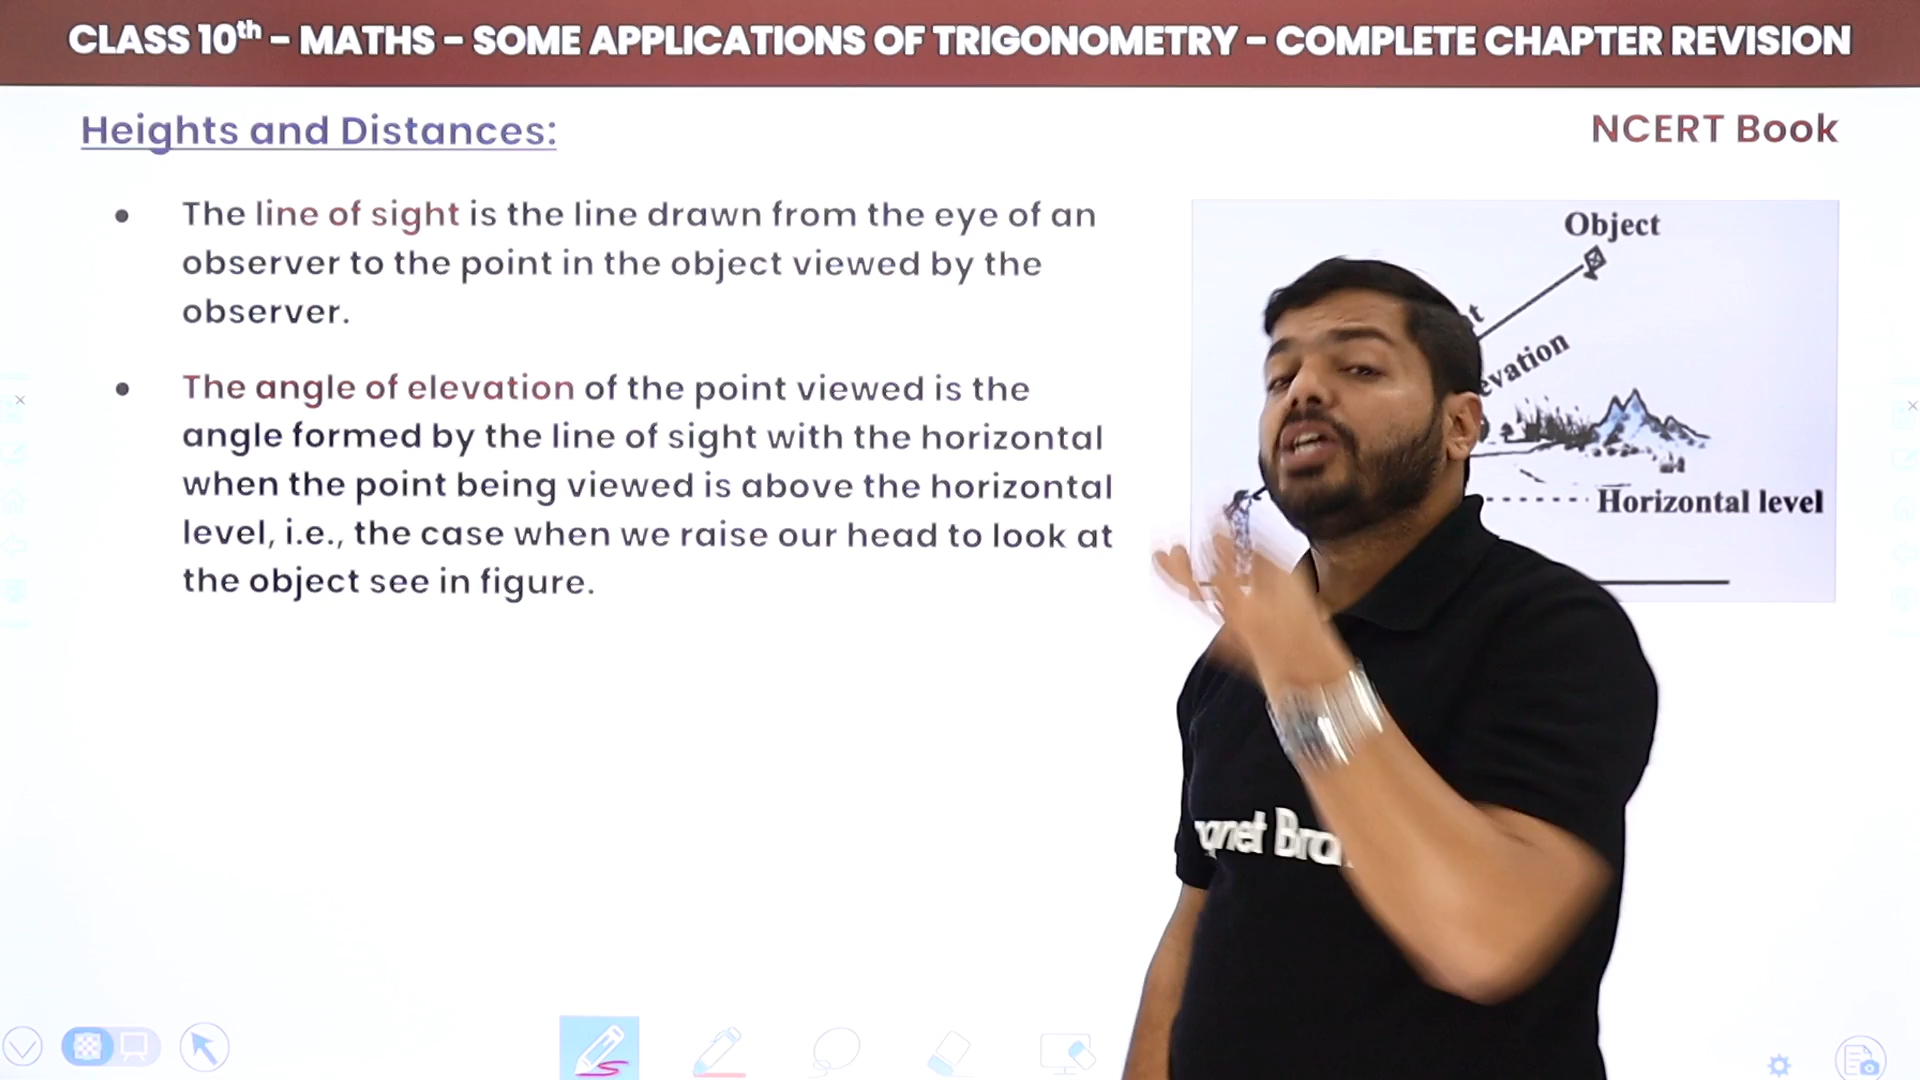 CLASS 10th – MATHS – SOME APPLICATIONS OF TRIGONOMETRY – COMPLETE CHAPTER REVISION
Heights and Distances:
NCERT Book
• The line of sight is the line drawn from the eye of an
observer to the point in the object viewed by the
observer.
• The angle of elevation of the point viewed is the
angle formed by the line of sight with the horizontal
when the point being viewed is above the horizontal
level, i.e., the case when we raise our head to look at
the object see in figure.
Object
Horizontal level